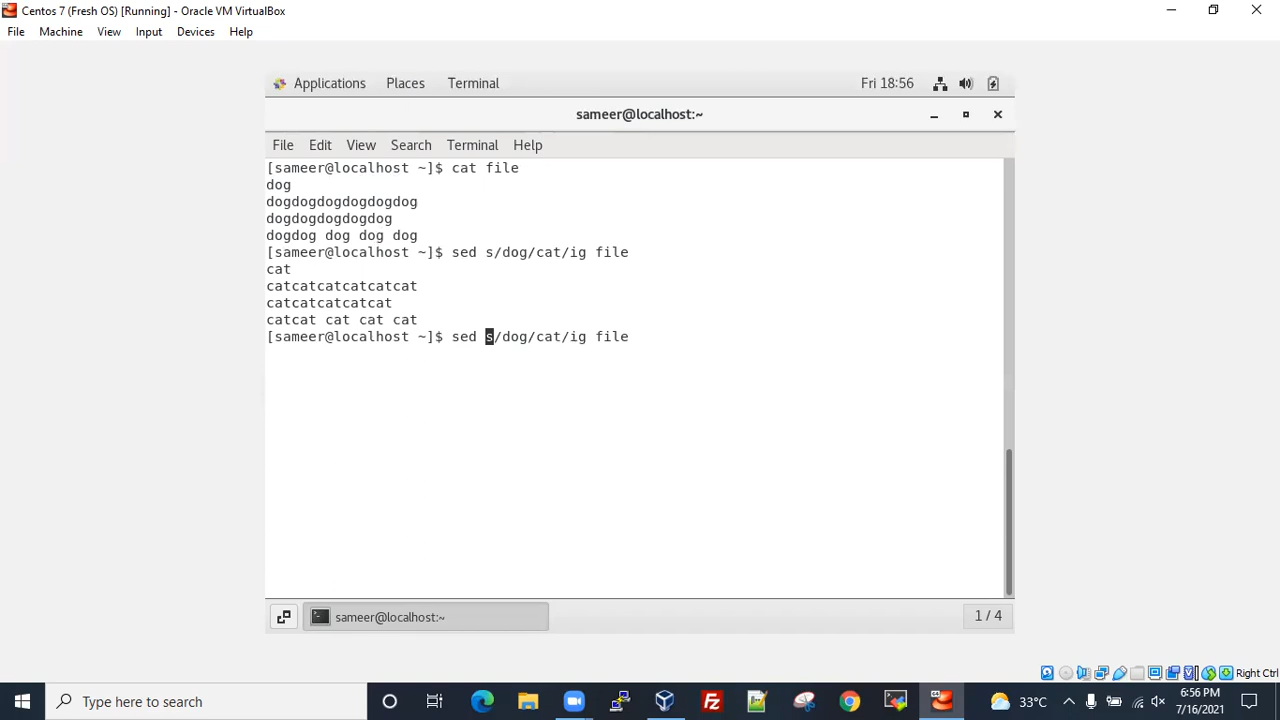 Centos 7 (Fresh OS) [Running] - Oracle VM VirtualBox
File Machine View Input Devices Help
Applications Places Terminal Fri 18:56
sameer@localhost:~
File Edit View Search Terminal Help
[sameer@localhost ~]$ cat file
dog
dogdogdogdogdogdog
dogdogdogdogdog
dogdog dog dog dog
[sameer@localhost ~]$ sed s/dog/cat/ig file
cat
catcatcatcatcatcat
catcatcatcatcat
catcat cat cat cat
[sameer@localhost ~]$ sed s/dog/cat/ig file
sameer@localhost:~ 1 / 4
Right Ctrl
Type here to search 33°C 6:56 PM
7/16/2021